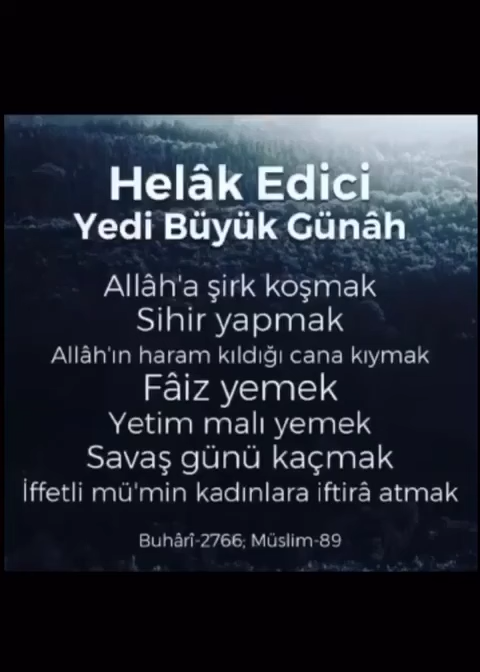 Helâk Edici
Yedi Büyük Günâh
Allâh'a şirk koşmak
Sihir yapmak
Allâh'ın haram kıldığı cana kıymak
Fâiz yemek
Yetim malı yemek
Savaş günü kaçmak
İffetli mü'min kadınlara iftirâ atmak
Buhârî-2766; Müslim-89